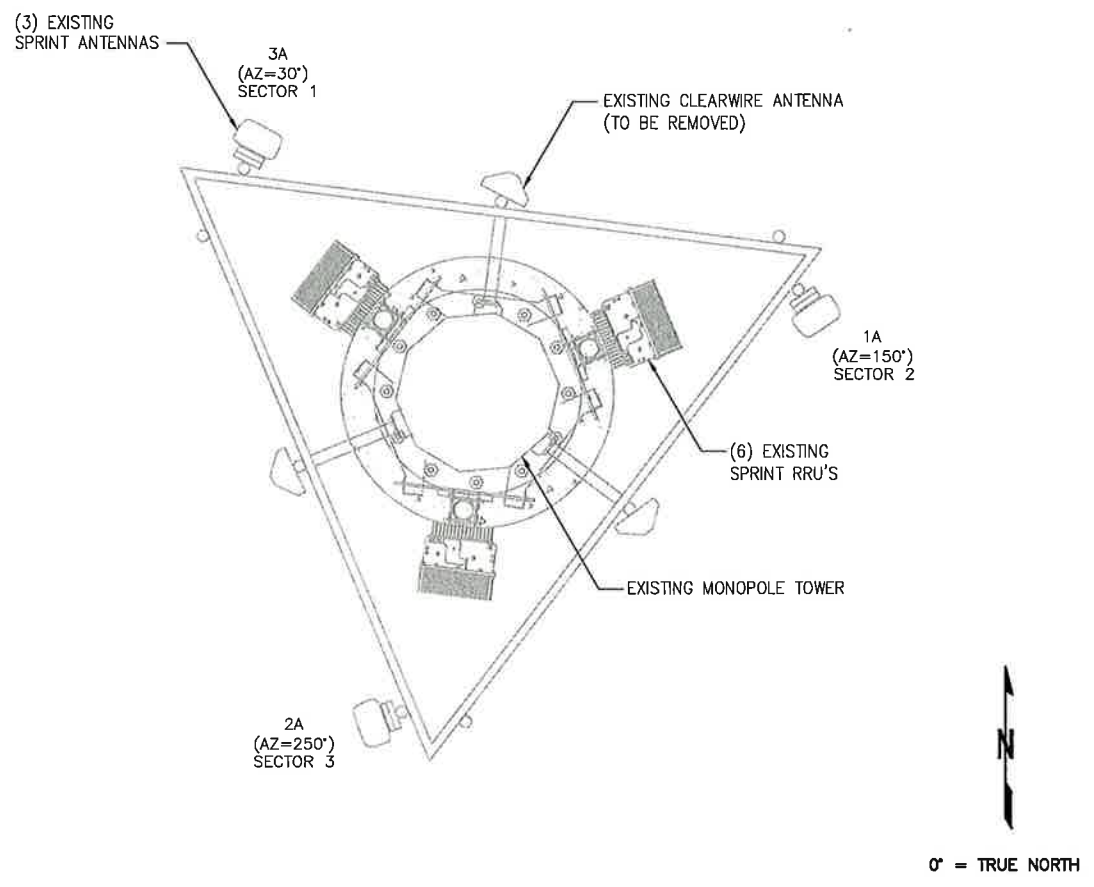 (3) EXISTING
SPRINT ANTENNAS
3A
(AZ=30°)
SECTOR 1
EXISTING CLEARWIRE ANTENNA
(TO BE REMOVED)
1A
(AZ=150°)
SECTOR 2
(6) EXISTING
SPRINT RRU'S
EXISTING MONOPOLE TOWER
2A
(AZ=250°)
SECTOR 3
N
0° = TRUE NORTH